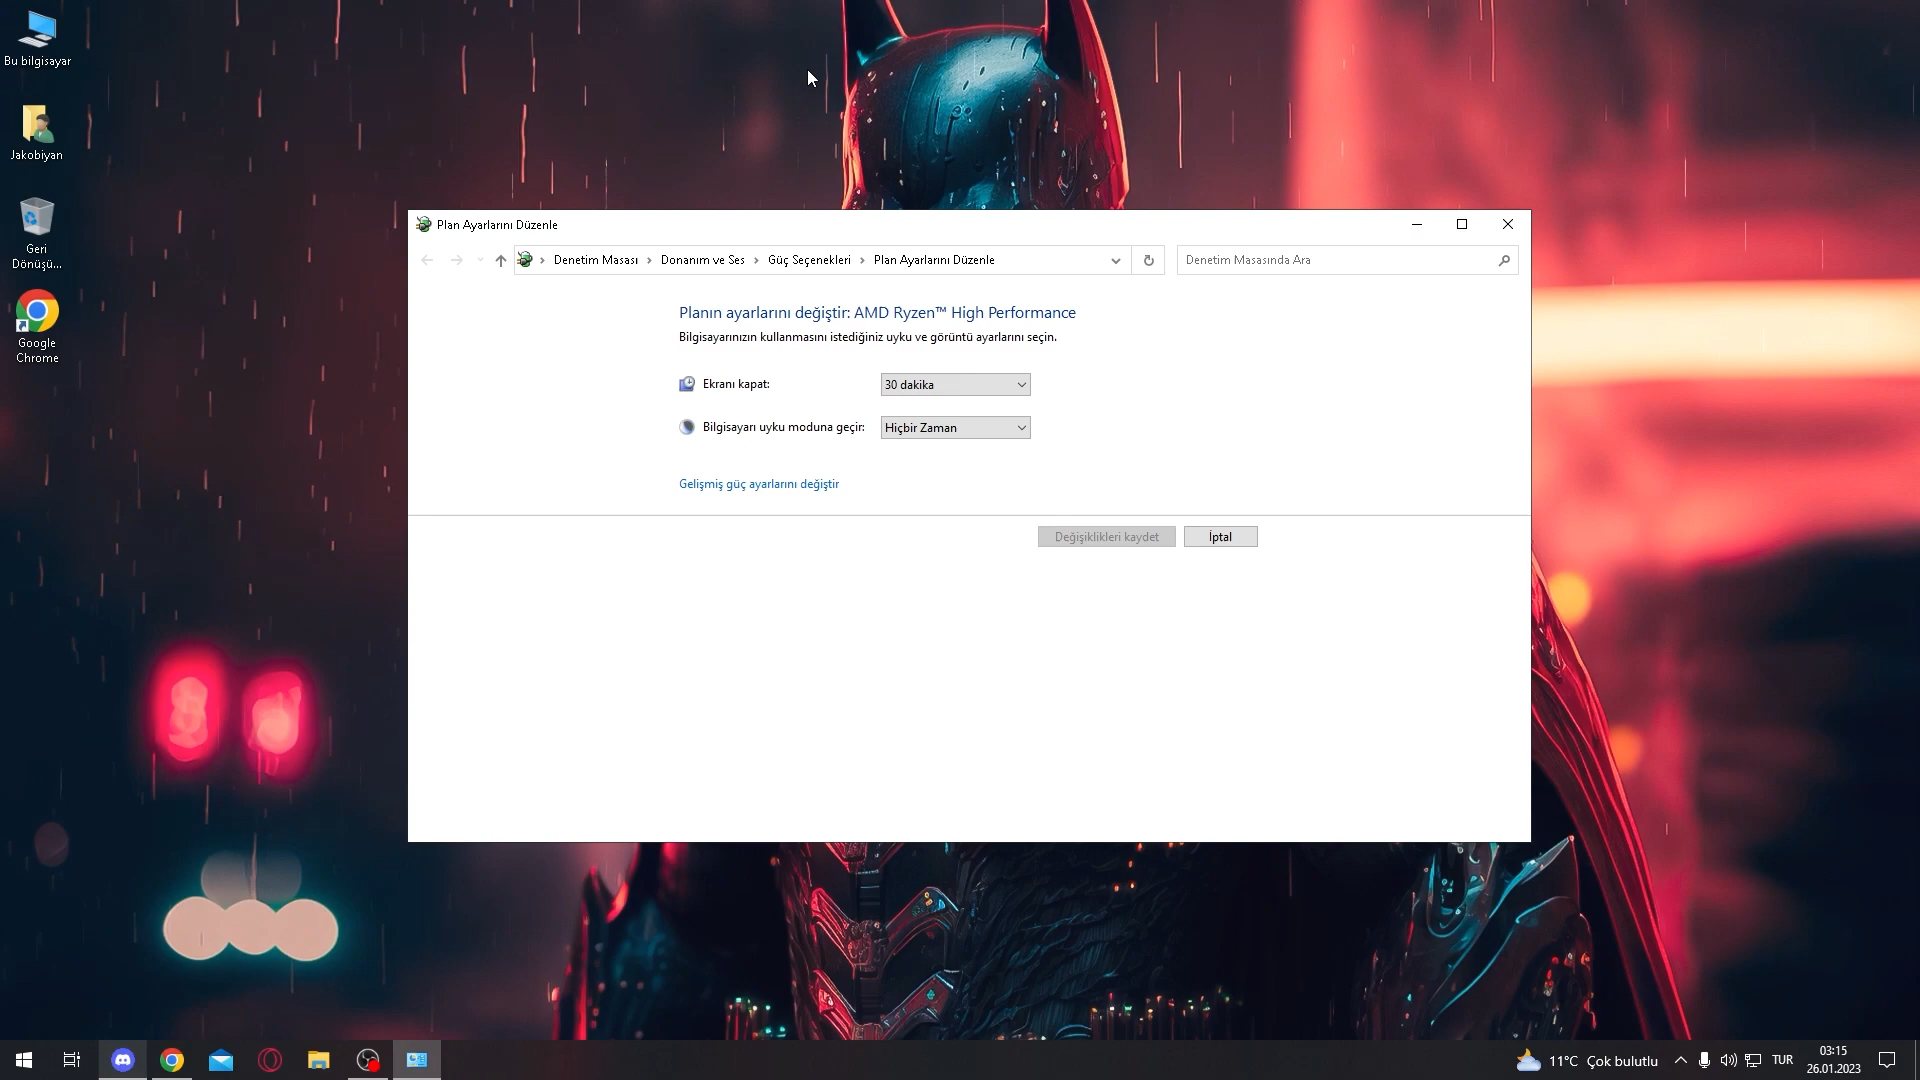 Bu bilgisayar
Jakobiyan
Geri
Dönüşü...
Google
Chrome
Plan Ayarlarını Düzenle
Denetim Masası
Donanım ve Ses
Güç Seçenekleri
Plan Ayarlarını Düzenle
Denetim Masasında Ara
Planın ayarlarını değiştir: AMD Ryzen™ High Performance
Bilgisayarınızın kullanmasını istediğiniz uyku ve görüntü ayarlarını seçin.
Ekranı kapat:
30 dakika
Bilgisayarı uyku moduna geçir:
Hiçbir Zaman
Gelişmiş güç ayarlarını değiştir
Değişiklikleri kaydet
İptal
11°C Çok bulutlu
TUR
03:15
26.01.2023